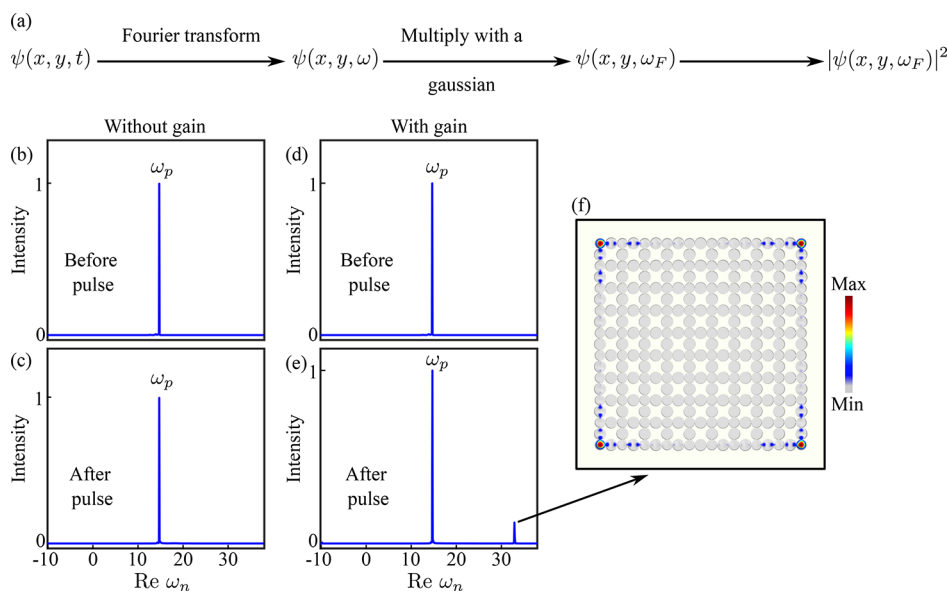 (a)
Fourier transform
Multiply with a
gaussian
ψ(x, y, t)
ψ(x, y, ω)
ψ(x, y, ω_F)
|ψ(x, y, ω_F)|²
Without gain
With gain
(b)
ω_p
1
Intensity
Before
pulse
0
(c)
ω_p
1
Intensity
After
pulse
0
-10 0 10 20 30
Re ω_n
(d)
ω_p
1
Intensity
Before
pulse
0
(e)
ω_p
1
Intensity
After
pulse
0
-10 0 10 20 30
Re ω_n
(f)
Max
Min